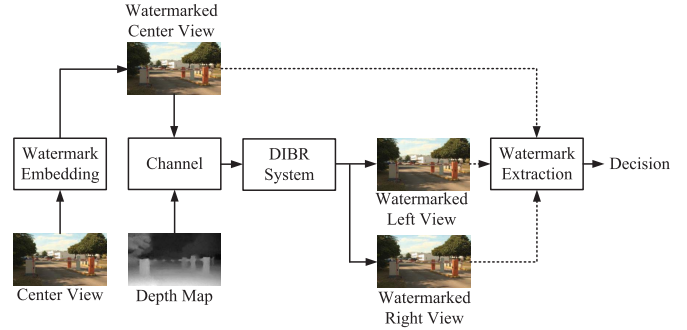 Watermarked
Center View
Watermark
Embedding
Channel
DIBR
System
Watermark
Extraction
Decision
Watermarked
Left View
Center View
Depth Map
Watermarked
Right View